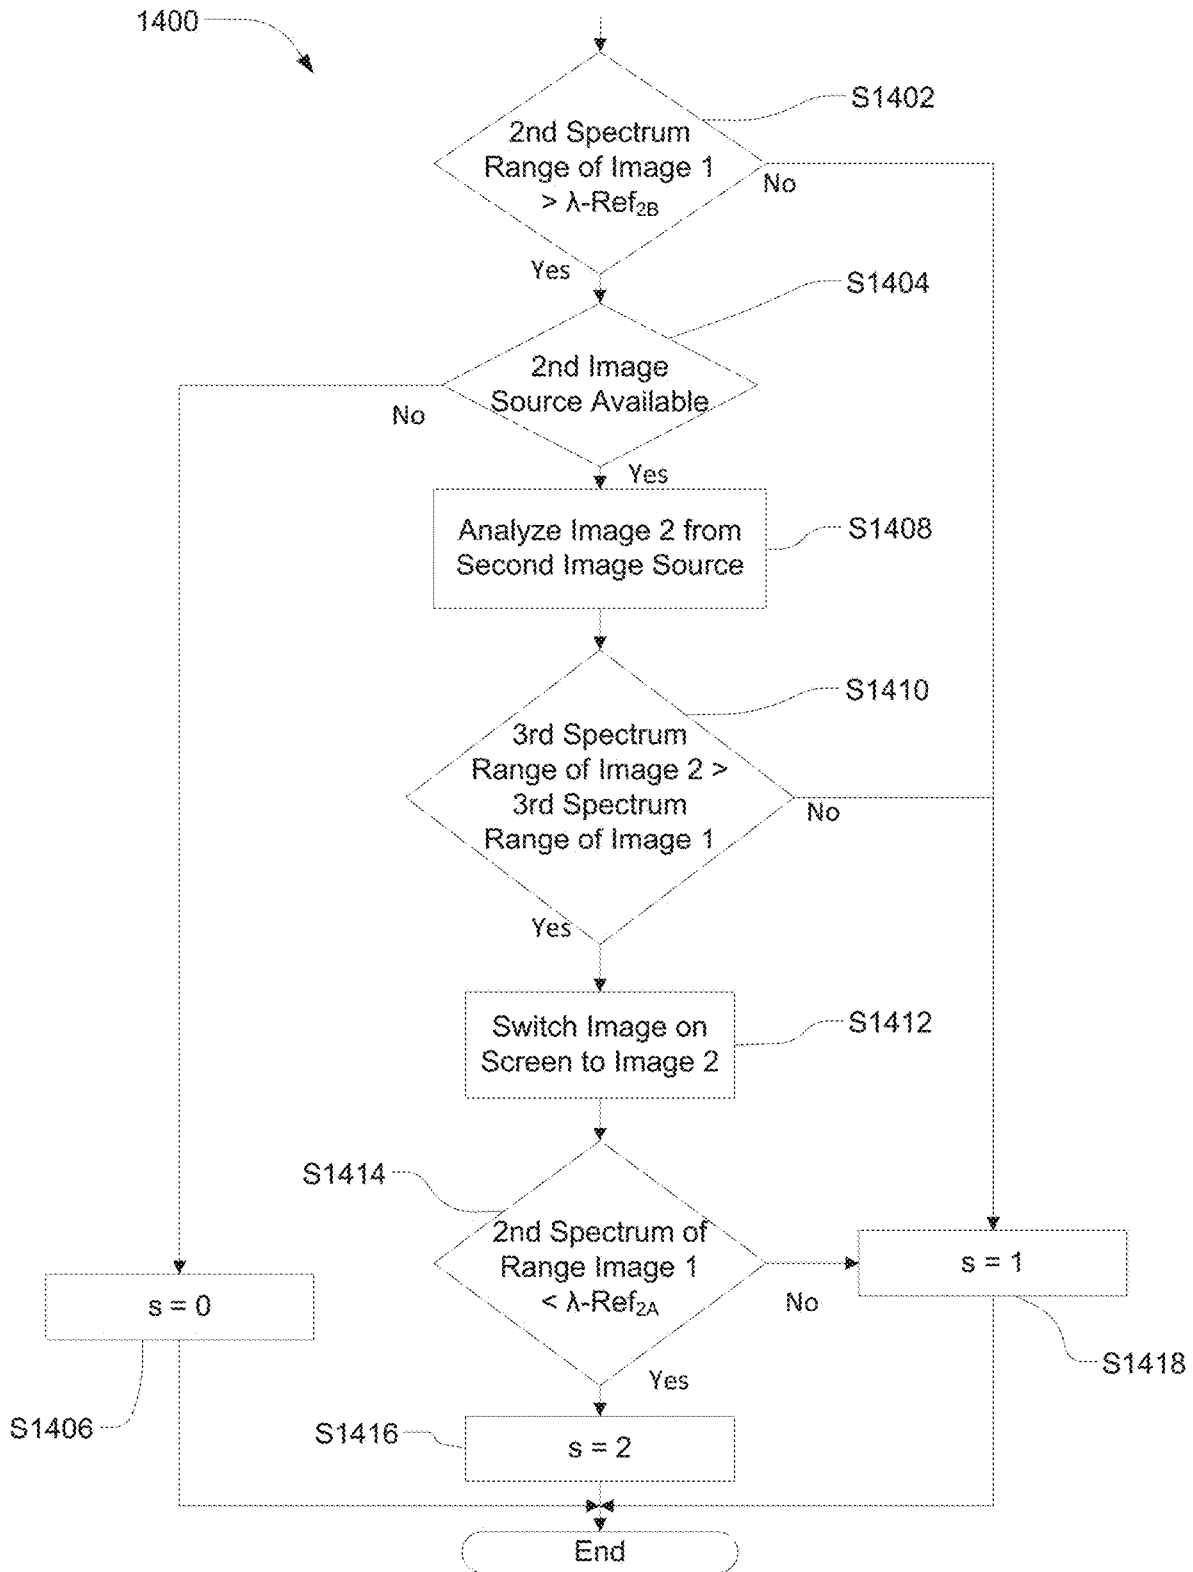 1400
S1402
2nd Spectrum
Range of Image 1
> λ-Ref2B
No
Yes
S1404
2nd Image
Source Available
No
Yes
Analyze Image 2 from
Second Image Source
S1408
S1410
3rd Spectrum
Range of Image 2 >
3rd Spectrum
Range of Image 1
No
Yes
Switch Image on
Screen to Image 2
S1412
S1414
2nd Spectrum of
Range Image 1
< λ-Ref2A
No
s = 1
s = 0
S1418
Yes
S1406
S1416
s = 2
End